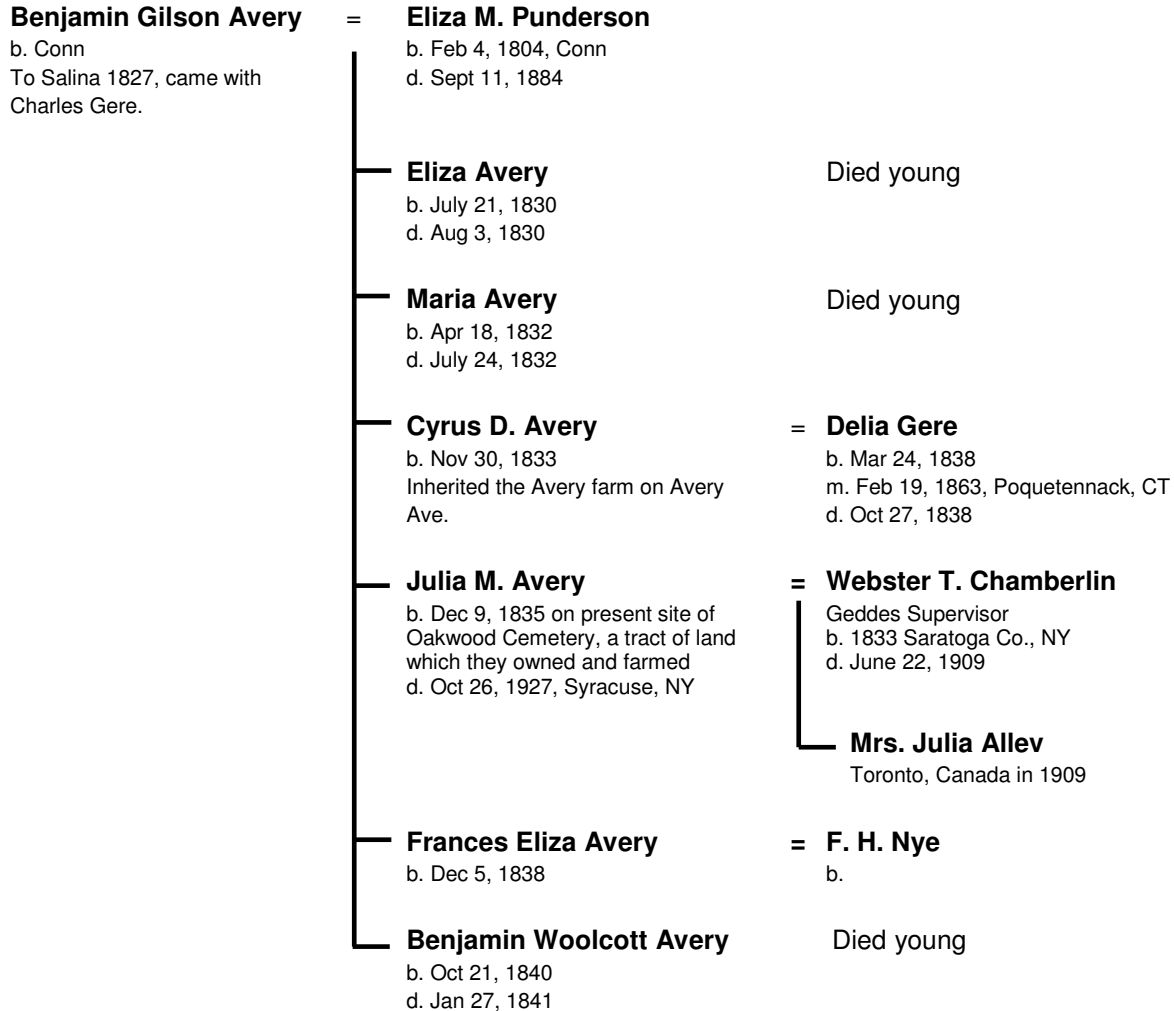 Benjamin Gilson Avery = Eliza M. Punderson
b. Conn
To Salina 1827, came with
Charles Gere.
b. Feb 4, 1804, Conn
d. Sept 11, 1884
Eliza Avery
b. July 21, 1830
d. Aug 3, 1830
Died young
Maria Avery
b. Apr 18, 1832
d. July 24, 1832
Died young
Cyrus D. Avery
b. Nov 30, 1833
Inherited the Avery farm on Avery
Ave.
= Delia Gere
b. Mar 24, 1838
m. Feb 19, 1863, Poquetennack, CT
d. Oct 27, 1838
Julia M. Avery
b. Dec 9, 1835 on present site of
Oakwood Cemetery, a tract of land
which they owned and farmed
d. Oct 26, 1927, Syracuse, NY
= Webster T. Chamberlin
Geddes Supervisor
b. 1833 Saratoga Co., NY
d. June 22, 1909
Mrs. Julia Allev
Toronto, Canada in 1909
Frances Eliza Avery
b. Dec 5, 1838
= F. H. Nye
b.
Benjamin Woolcott Avery
b. Oct 21, 1840
d. Jan 27, 1841
Died young